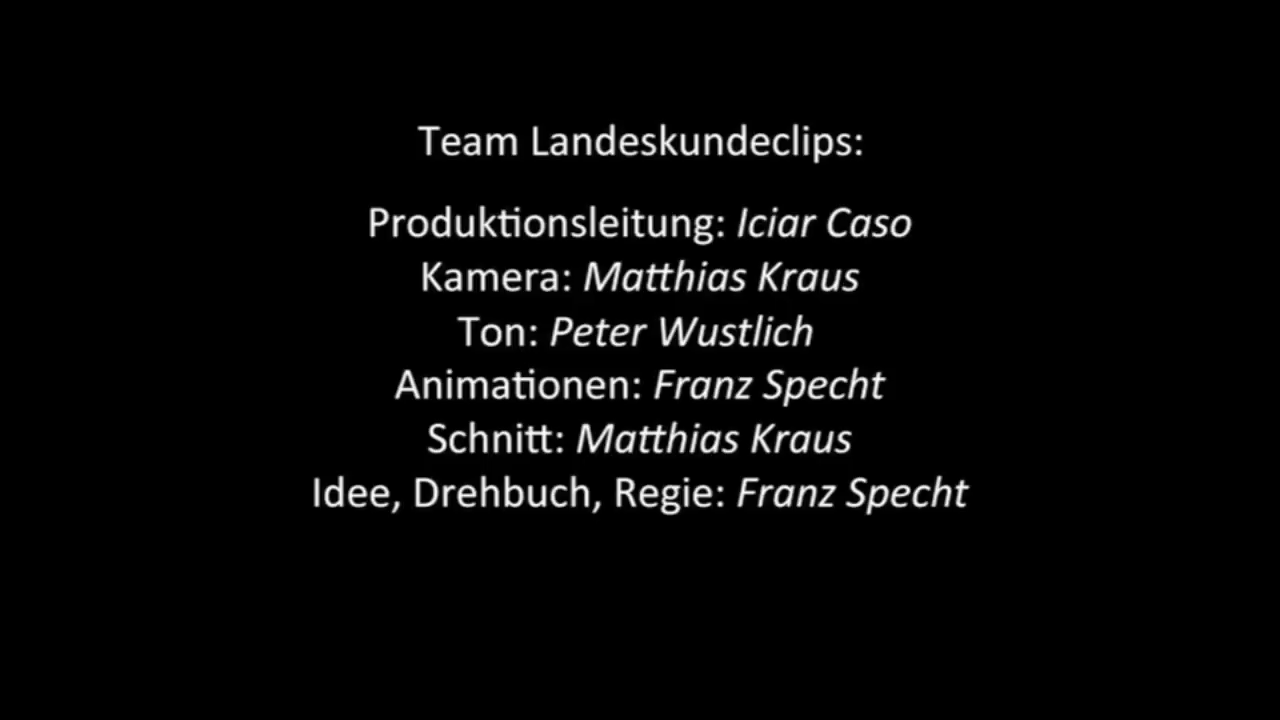 Team Landeskundeclips:
Produktionsleitung: Iciar Caso
Kamera: Matthias Kraus
Ton: Peter Wustlich
Animationen: Franz Specht
Schnitt: Matthias Kraus
Idee, Drehbuch, Regie: Franz Specht